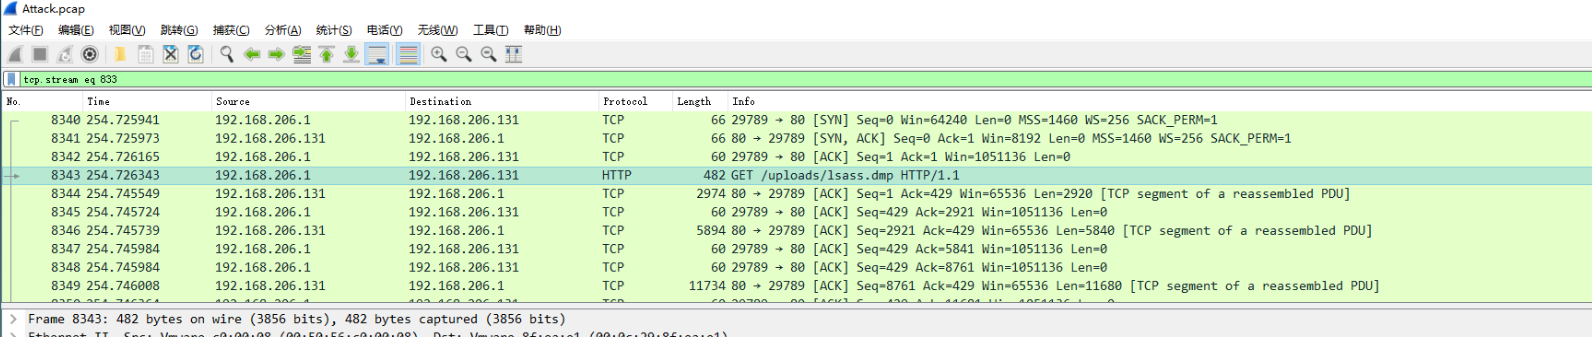 Attack.pcap
文件(F) 编辑(E) 视图(V) 跳转(G) 捕获(C) 分析(A) 统计(S) 电话(Y) 无线(W) 工具(T) 帮助(H)
tcp.stream eq 833
No. Time Source Destination Protocol Length Info
8340 254.725941 192.168.206.1 192.168.206.131 TCP 66 29789 → 80 [SYN] Seq=0 Win=64240 Len=0 MSS=1460 WS=256 SACK_PERM=1
8341 254.725973 192.168.206.131 192.168.206.1 TCP 66 80 → 29789 [SYN, ACK] Seq=0 Ack=1 Win=8192 Len=0 MSS=1460 WS=256 SACK_PERM=1
8342 254.726165 192.168.206.1 192.168.206.131 TCP 60 29789 → 80 [ACK] Seq=1 Ack=1 Win=1051136 Len=0
8343 254.726343 192.168.206.1 192.168.206.131 HTTP 482 GET /uploads/lsass.dmp HTTP/1.1
8344 254.745549 192.168.206.131 192.168.206.1 TCP 2974 80 → 29789 [ACK] Seq=1 Ack=429 Win=65536 Len=2920 [TCP segment of a reassembled PDU]
8345 254.745724 192.168.206.1 192.168.206.131 TCP 60 29789 → 80 [ACK] Seq=429 Ack=2921 Win=1051136 Len=0
8346 254.745739 192.168.206.131 192.168.206.1 TCP 5894 80 → 29789 [ACK] Seq=2921 Ack=429 Win=65536 Len=5840 [TCP segment of a reassembled PDU]
8347 254.745984 192.168.206.1 192.168.206.131 TCP 60 29789 → 80 [ACK] Seq=429 Ack=5841 Win=1051136 Len=0
8348 254.745984 192.168.206.1 192.168.206.131 TCP 60 29789 → 80 [ACK] Seq=429 Ack=8761 Win=1051136 Len=0
8349 254.746008 192.168.206.131 192.168.206.1 TCP 11734 80 → 29789 [ACK] Seq=8761 Ack=429 Win=65536 Len=11680 [TCP segment of a reassembled PDU]
Frame 8343: 482 bytes on wire (3856 bits), 482 bytes captured (3856 bits)